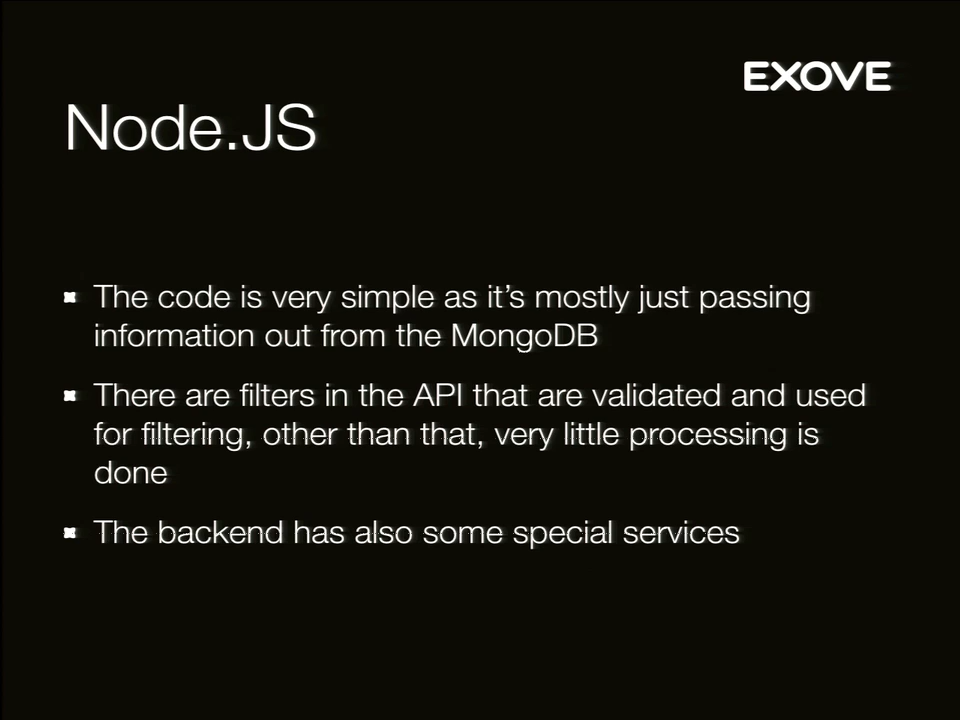 EXOVE
Node.JS
The code is very simple as it’s mostly just passing
information out from the MongoDB
There are filters in the API that are validated and used
for filtering, other than that, very little processing is
done
The backend has also some special services